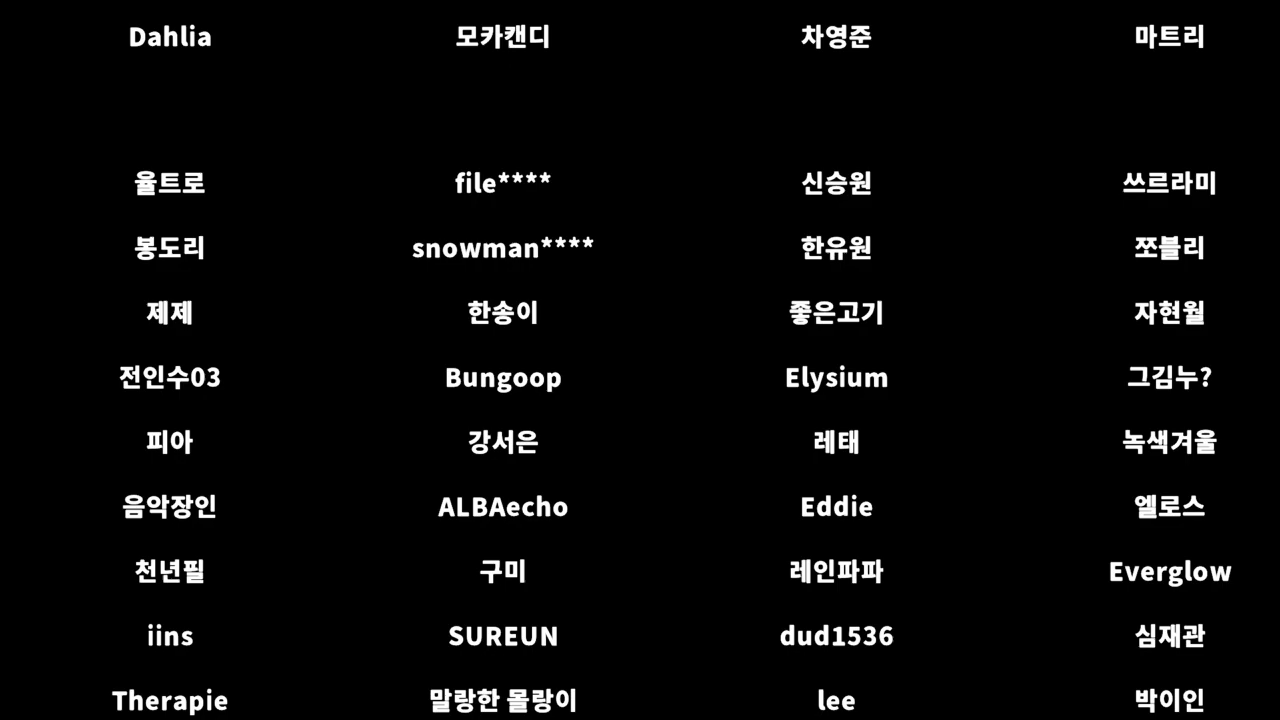 Dahlia 모카캔디 차영준 마트리
율트로 file**** 신승원 쓰르라미
봉도리 snowman**** 한유원 쪼블리
제제 한송이 좋은고기 자현월
전인수03 Bungoop Elysium 그김누?
피아 강서은 레태 녹색겨울
음악장인 ALBAecho Eddie 엘로스
천년필 구미 레인파파 Everglow
iins SUREUN dud1536 심재관
Therapie 말랑한 몰랑이 lee 박이인